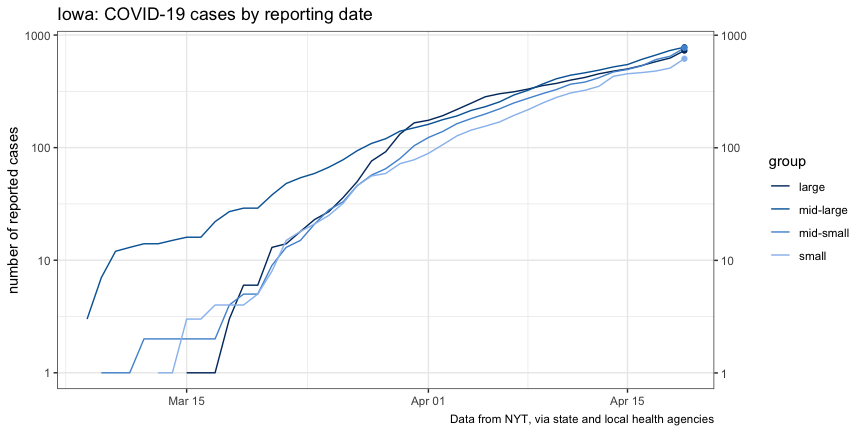 Iowa: COVID-19 cases by reporting date
number of reported cases
1000
100
10
1
1000
100
10
1
Mar 15
Apr 01
Apr 15
group
large
mid-large
mid-small
small
Data from NYT, via state and local health agencies